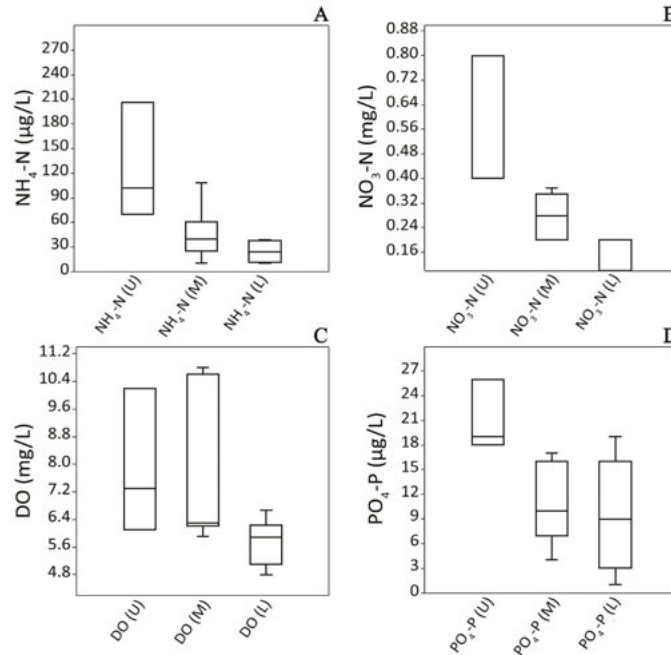 A
NH₄-N (µg/L)
270
240
210
180
150
120
90
60
30
0
NH₄-N (U)
NH₄-N (M)
NH₄-N (L)
B
NO₃-N (mg/L)
0.88
0.80
0.72
0.64
0.56
0.48
0.40
0.32
0.24
0.16
NO₃-N (U)
NO₃-N (M)
NO₃-N (L)
C
DO (mg/L)
11.2
10.4
9.6
8.8
8.0
7.2
6.4
5.6
4.8
DO (U)
DO (M)
DO (L)
D
PO₄-P (µg/L)
27
24
21
18
15
12
9
6
3
0
PO₄-P (U)
PO₄-P (M)
PO₄-P (L)